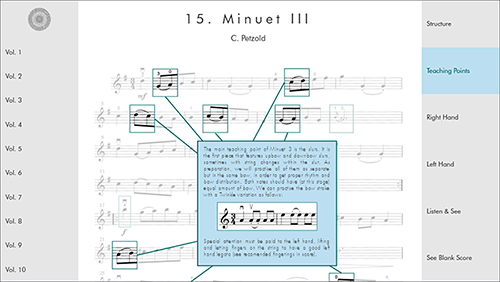 15. Minuet III
C. Petzold
Vol. 1
Vol. 2
Vol. 3
Vol. 4
Vol. 5
Vol. 6
Vol. 7
Vol. 8
Vol. 9
Vol. 10
The main teaching point of Minuet 3 is the slurs. It is
the first piece that features upbow and downbow slurs,
sometimes with string changes within the slur. As
preparation, we will practice all of them as separate
but in the same bow, in order to get proper rhythm and
bow distribution. Both notes should have (at this stage)
equal amount of bow. We can practice the bow stroke
with a Twinkle variation as follows:
Special attention must be paid to the left hand, lifting
and letting fingers on the string to have a good left
hand legato (see recomended fingerings in score).
Structure
Teaching Points
Right Hand
Left Hand
Listen & See
See Blank Score